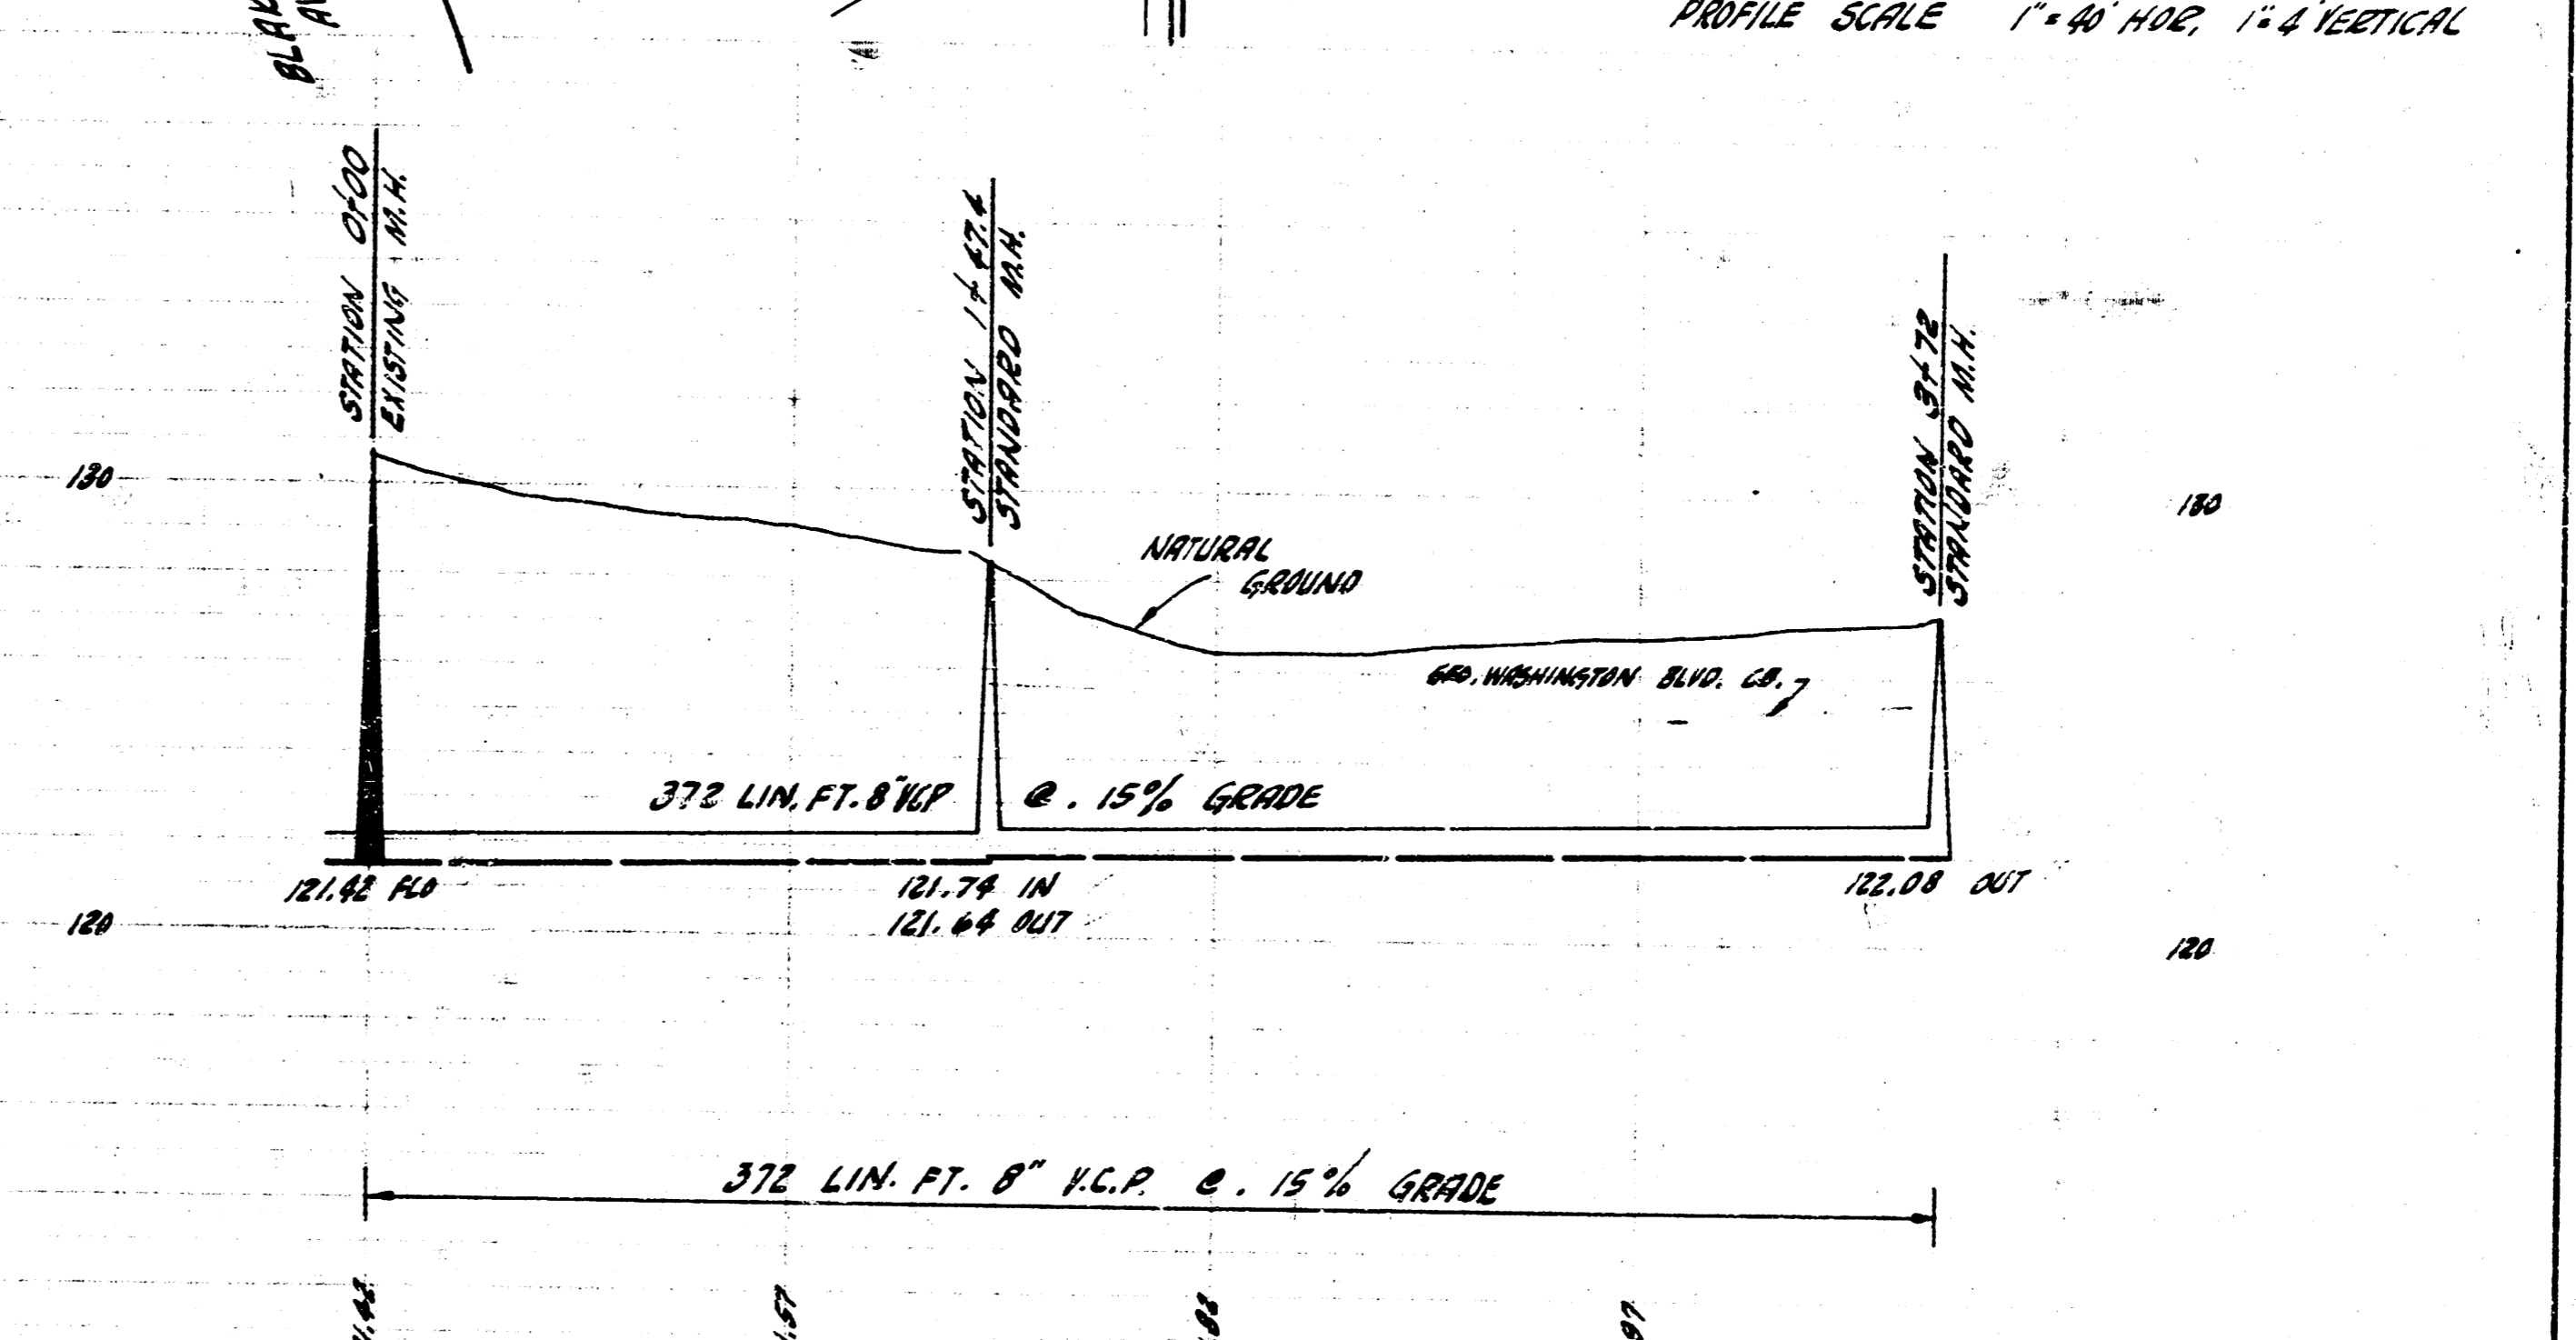 PROFILE SCALE 1"=40' HOR, 1"=4' VERTICAL
STATION 0+00
EXISTING M.H.
STATION 1+47.4
STANDARD M.H.
STATION 3+72
STANDARD M.H.
130
130
NATURAL
GROUND
GEO. WASHINGTON BLVD. CB.
372 LIN. FT. 8" VCP @ .15% GRADE
121.42 FLO
121.74 IN
121.64 OUT
122.08 OUT
120
120
372 LIN. FT. 8" V.C.P. @ .15% GRADE
.57